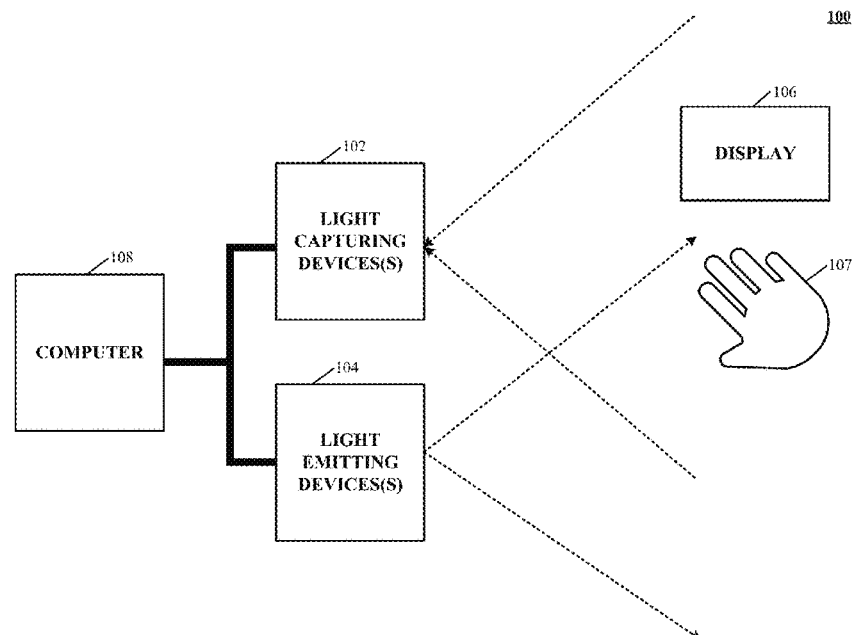 100
106
DISPLAY
102
LIGHT
CAPTURING
DEVICES(S)
107
108
COMPUTER
104
LIGHT
EMITTING
DEVICES(S)